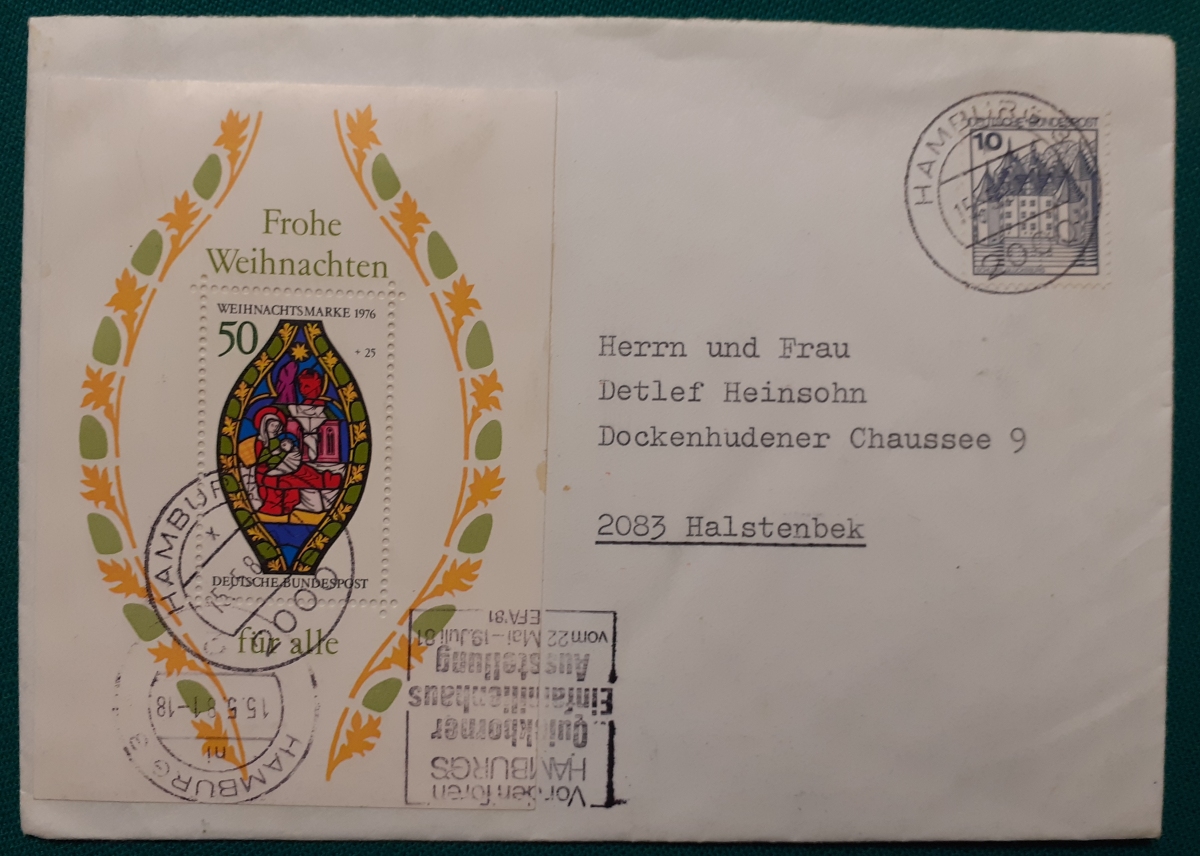 Frohe
Weihnachten
WEIHNACHTSMARKE 1976
50
+ 25
DEUTSCHE BUNDESPOST
für alle
HAMBURG
2000
DEUTSCHE BUNDESPOST
10
HAMBURG
Herrn und Frau
Detlef Heinsohn
Dockenhudener Chaussee 9
2083 Halstenbek
HAMBURG
15.5.81-18
Vor den Toren
HAMBURGS
Quickborner
Einfamilienhaus
Ausstellung
vom 22 Mai-19 Juli 81
EFA'81